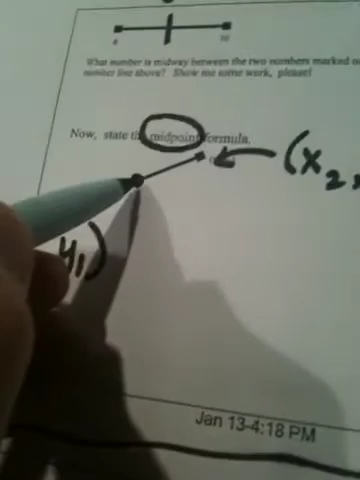 What number is midway between the two numbers marked on
number line above? Show me some work, please!
Now, state the midpoint formula.
(x₂,
y₁)
Jan 13-4:18 PM